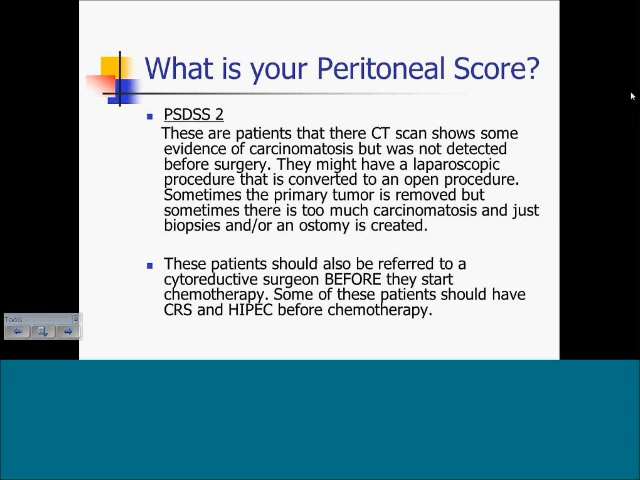 What is your Peritoneal Score?
PSDSS 2
These are patients that there CT scan shows some
evidence of carcinomatosis but was not detected
before surgery. They might have a laparoscopic
procedure that is converted to an open procedure.
Sometimes the primary tumor is removed but
sometimes there is too much carcinomatosis and just
biopsies and/or an ostomy is created.
These patients should also be referred to a
cytoreductive surgeon BEFORE they start
chemotherapy. Some of these patients should have
CRS and HIPEC before chemotherapy.
Tools